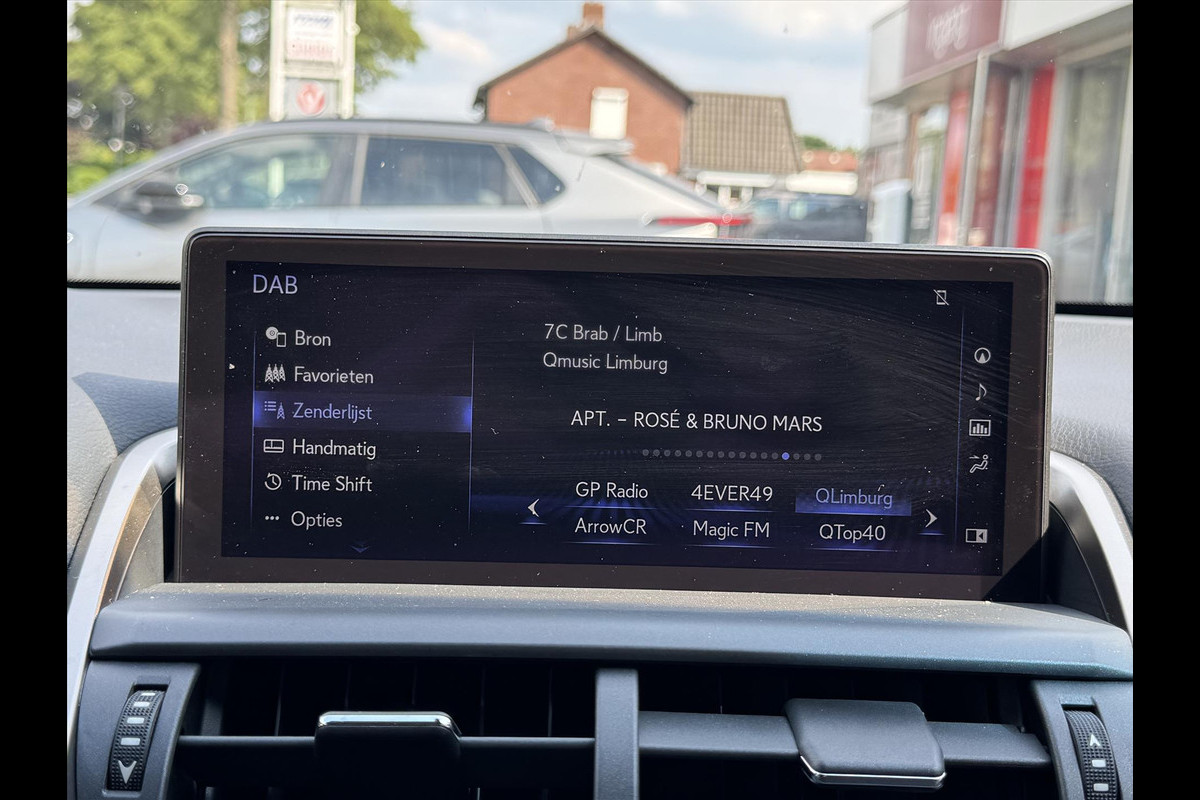 DAB
Bron
Favorieten
Zenderlijst
Handmatig
Time Shift
Opties
7C Brab / Limb
Qmusic Limburg
APT. – ROSÉ & BRUNO MARS
GP Radio 4EVER49 QLimburg
ArrowCR Magic FM QTop40